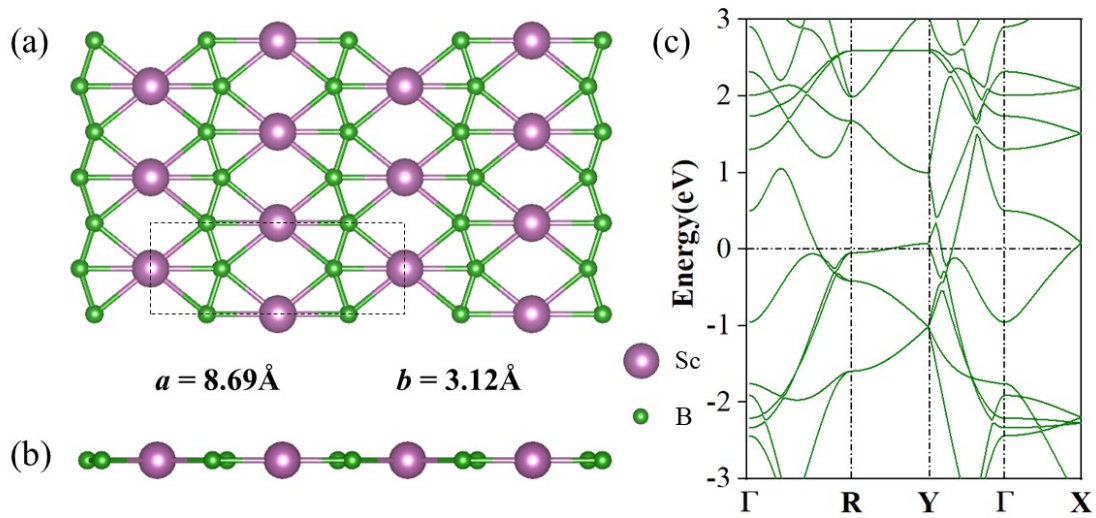 (a)
a = 8.69Å
b = 3.12Å
Sc
B
(b)
(c)
Energy(eV)
3
2
1
0
-1
-2
-3
Γ
R
Y
Γ
X